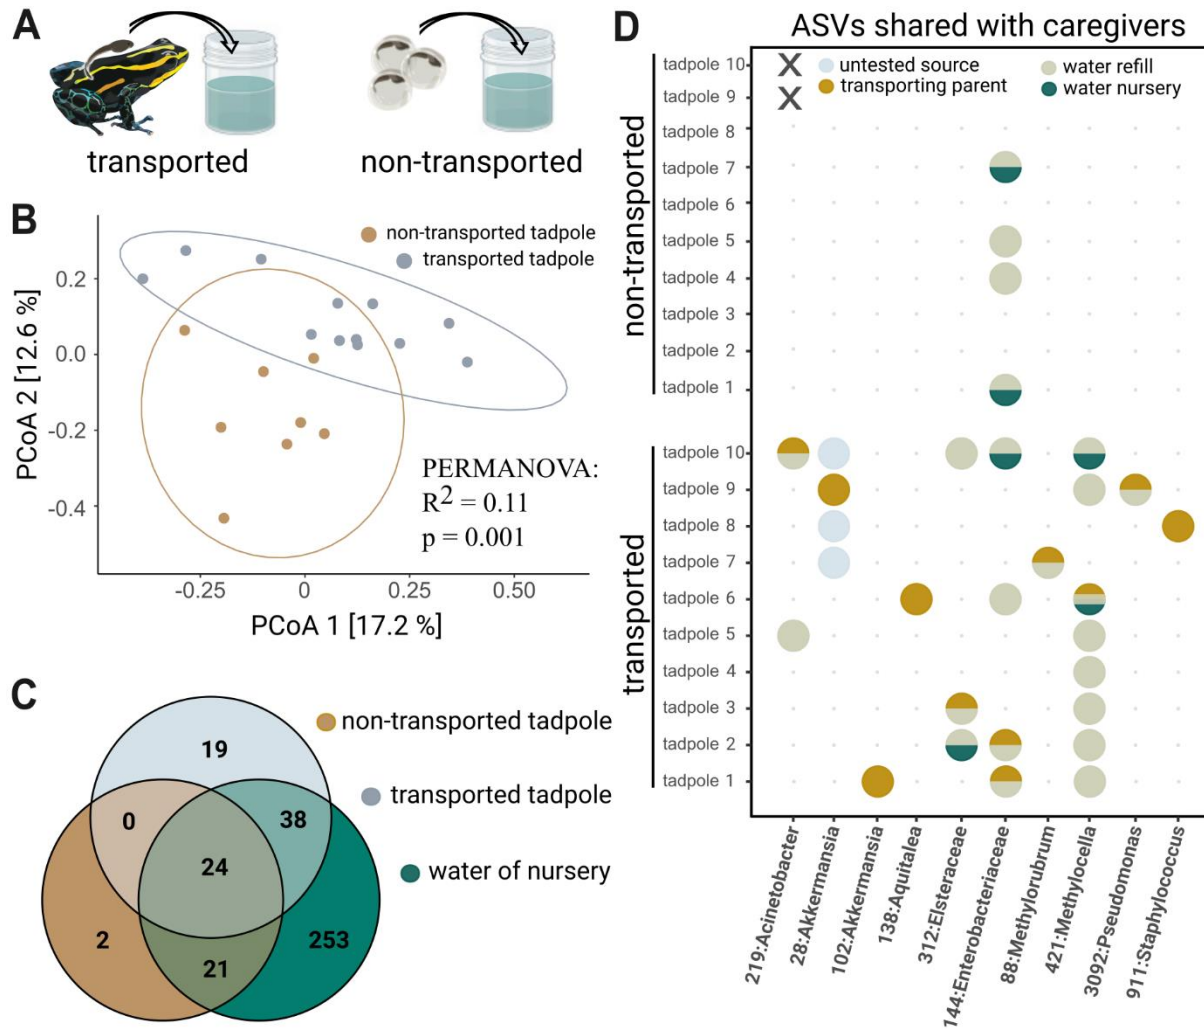 A
transported
non-transported
B
non-transported tadpole
transported tadpole
PCoA 2 [12.6 %]
0.2
0.0
-0.2
-0.4
PERMANOVA:
R2 = 0.11
p = 0.001
-0.25
0
0.25
0.50
PCoA 1 [17.2 %]
C
non-transported tadpole
transported tadpole
water of nursery
19
0
38
24
2
21
253
D
ASVs shared with caregivers
untested source
transporting parent
water refill
water nursery
non-transported
tadpole 10
X
tadpole 9
X
tadpole 8
tadpole 7
tadpole 6
tadpole 5
tadpole 4
tadpole 3
tadpole 2
tadpole 1
transported
tadpole 10
tadpole 9
tadpole 8
tadpole 7
tadpole 6
tadpole 5
tadpole 4
tadpole 3
tadpole 2
tadpole 1
219:Acinetobacter
28:Akkermansia
102:Akkermansia
138:Aquitalea
312:Elsteraceae
144:Enterobacteriaceae
88:Methylorubrum
421:Methylocella
3092:Pseudomonas
911:Staphylococcus